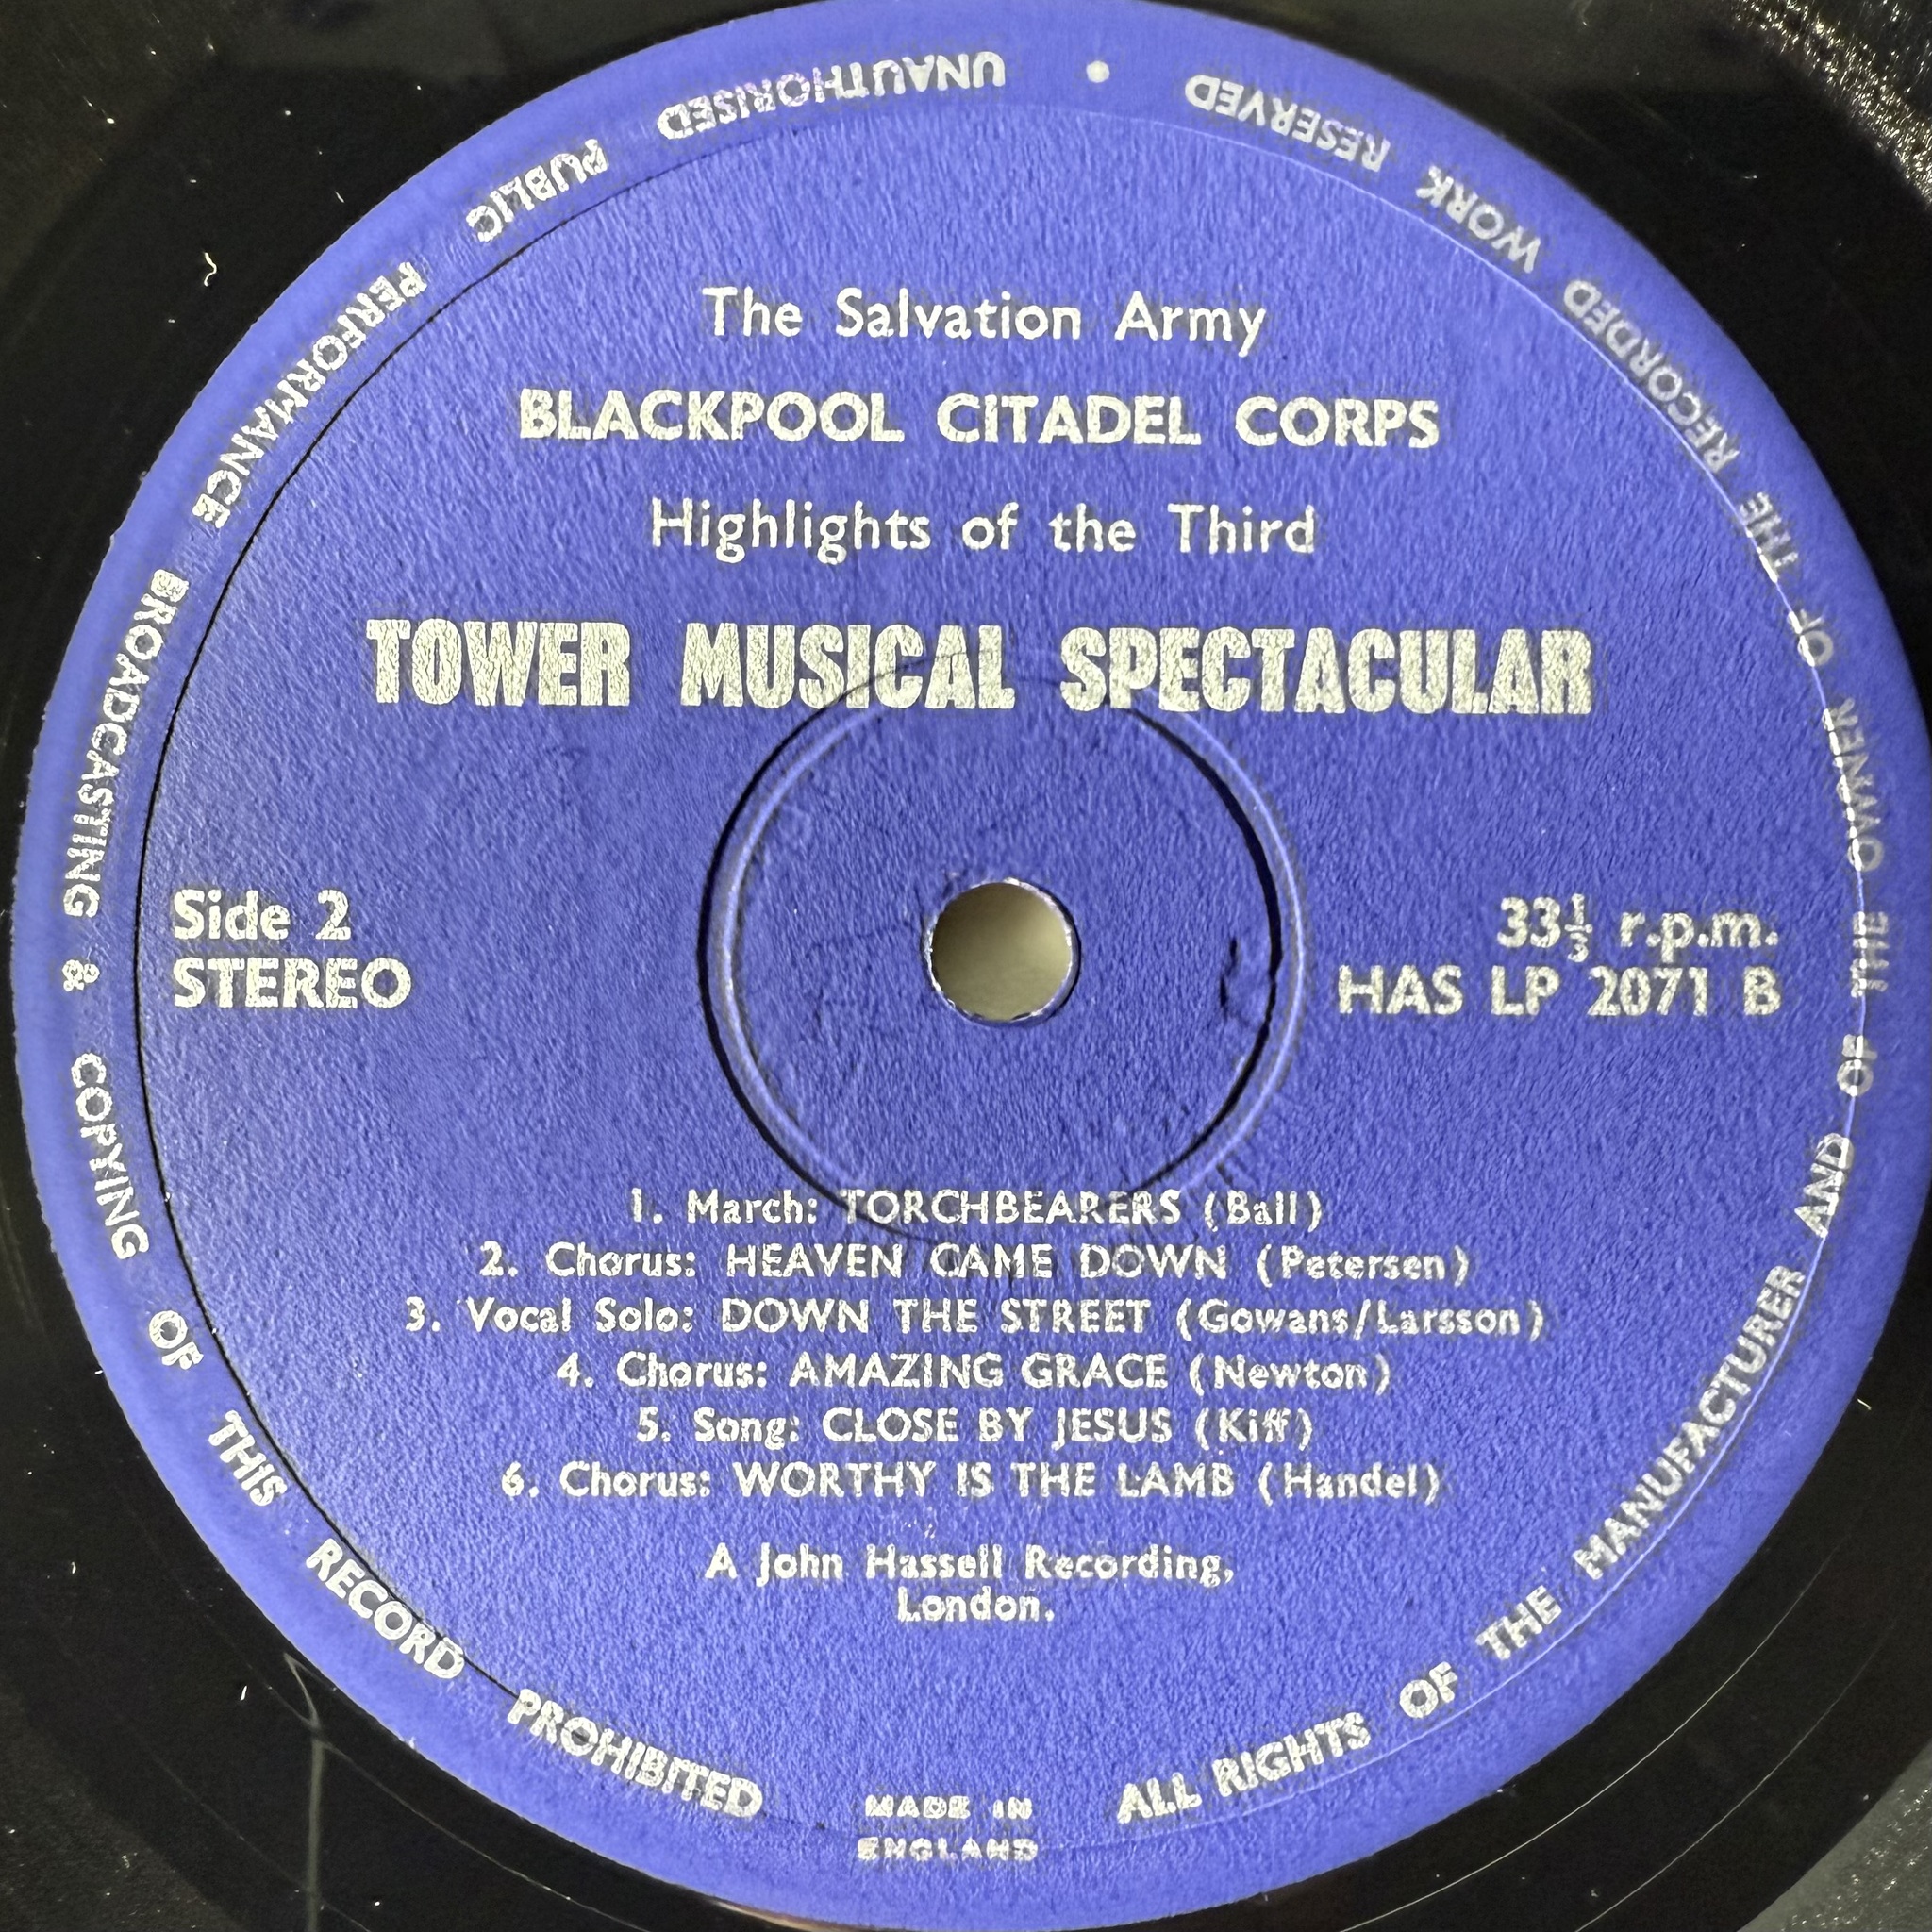 The Salvation Army
BLACKPOOL CITADEL CORPS
Highlights of the Third
TOWER MUSICAL SPECTACULAR
Side 2
STEREO
33⅓ r.p.m.
HAS LP 2071 B
1. March: TORCHBEARERS (Ball)
2. Chorus: HEAVEN CAME DOWN (Petersen)
3. Vocal Solo: DOWN THE STREET (Gowans/Larsson)
4. Chorus: AMAZING GRACE (Newton)
5. Song: CLOSE BY JESUS (Kiff)
6. Chorus: WORTHY IS THE LAMB (Handel)
A John Hassell Recording,
London.
MADE IN
ENGLAND
ALL RIGHTS OF THE MANUFACTURER AND OF THE OWNER OF THE RECORDED WORK RESERVED • UNAUTHORISED PUBLIC PERFORMANCE BROADCASTING & COPYING OF THIS RECORD PROHIBITED